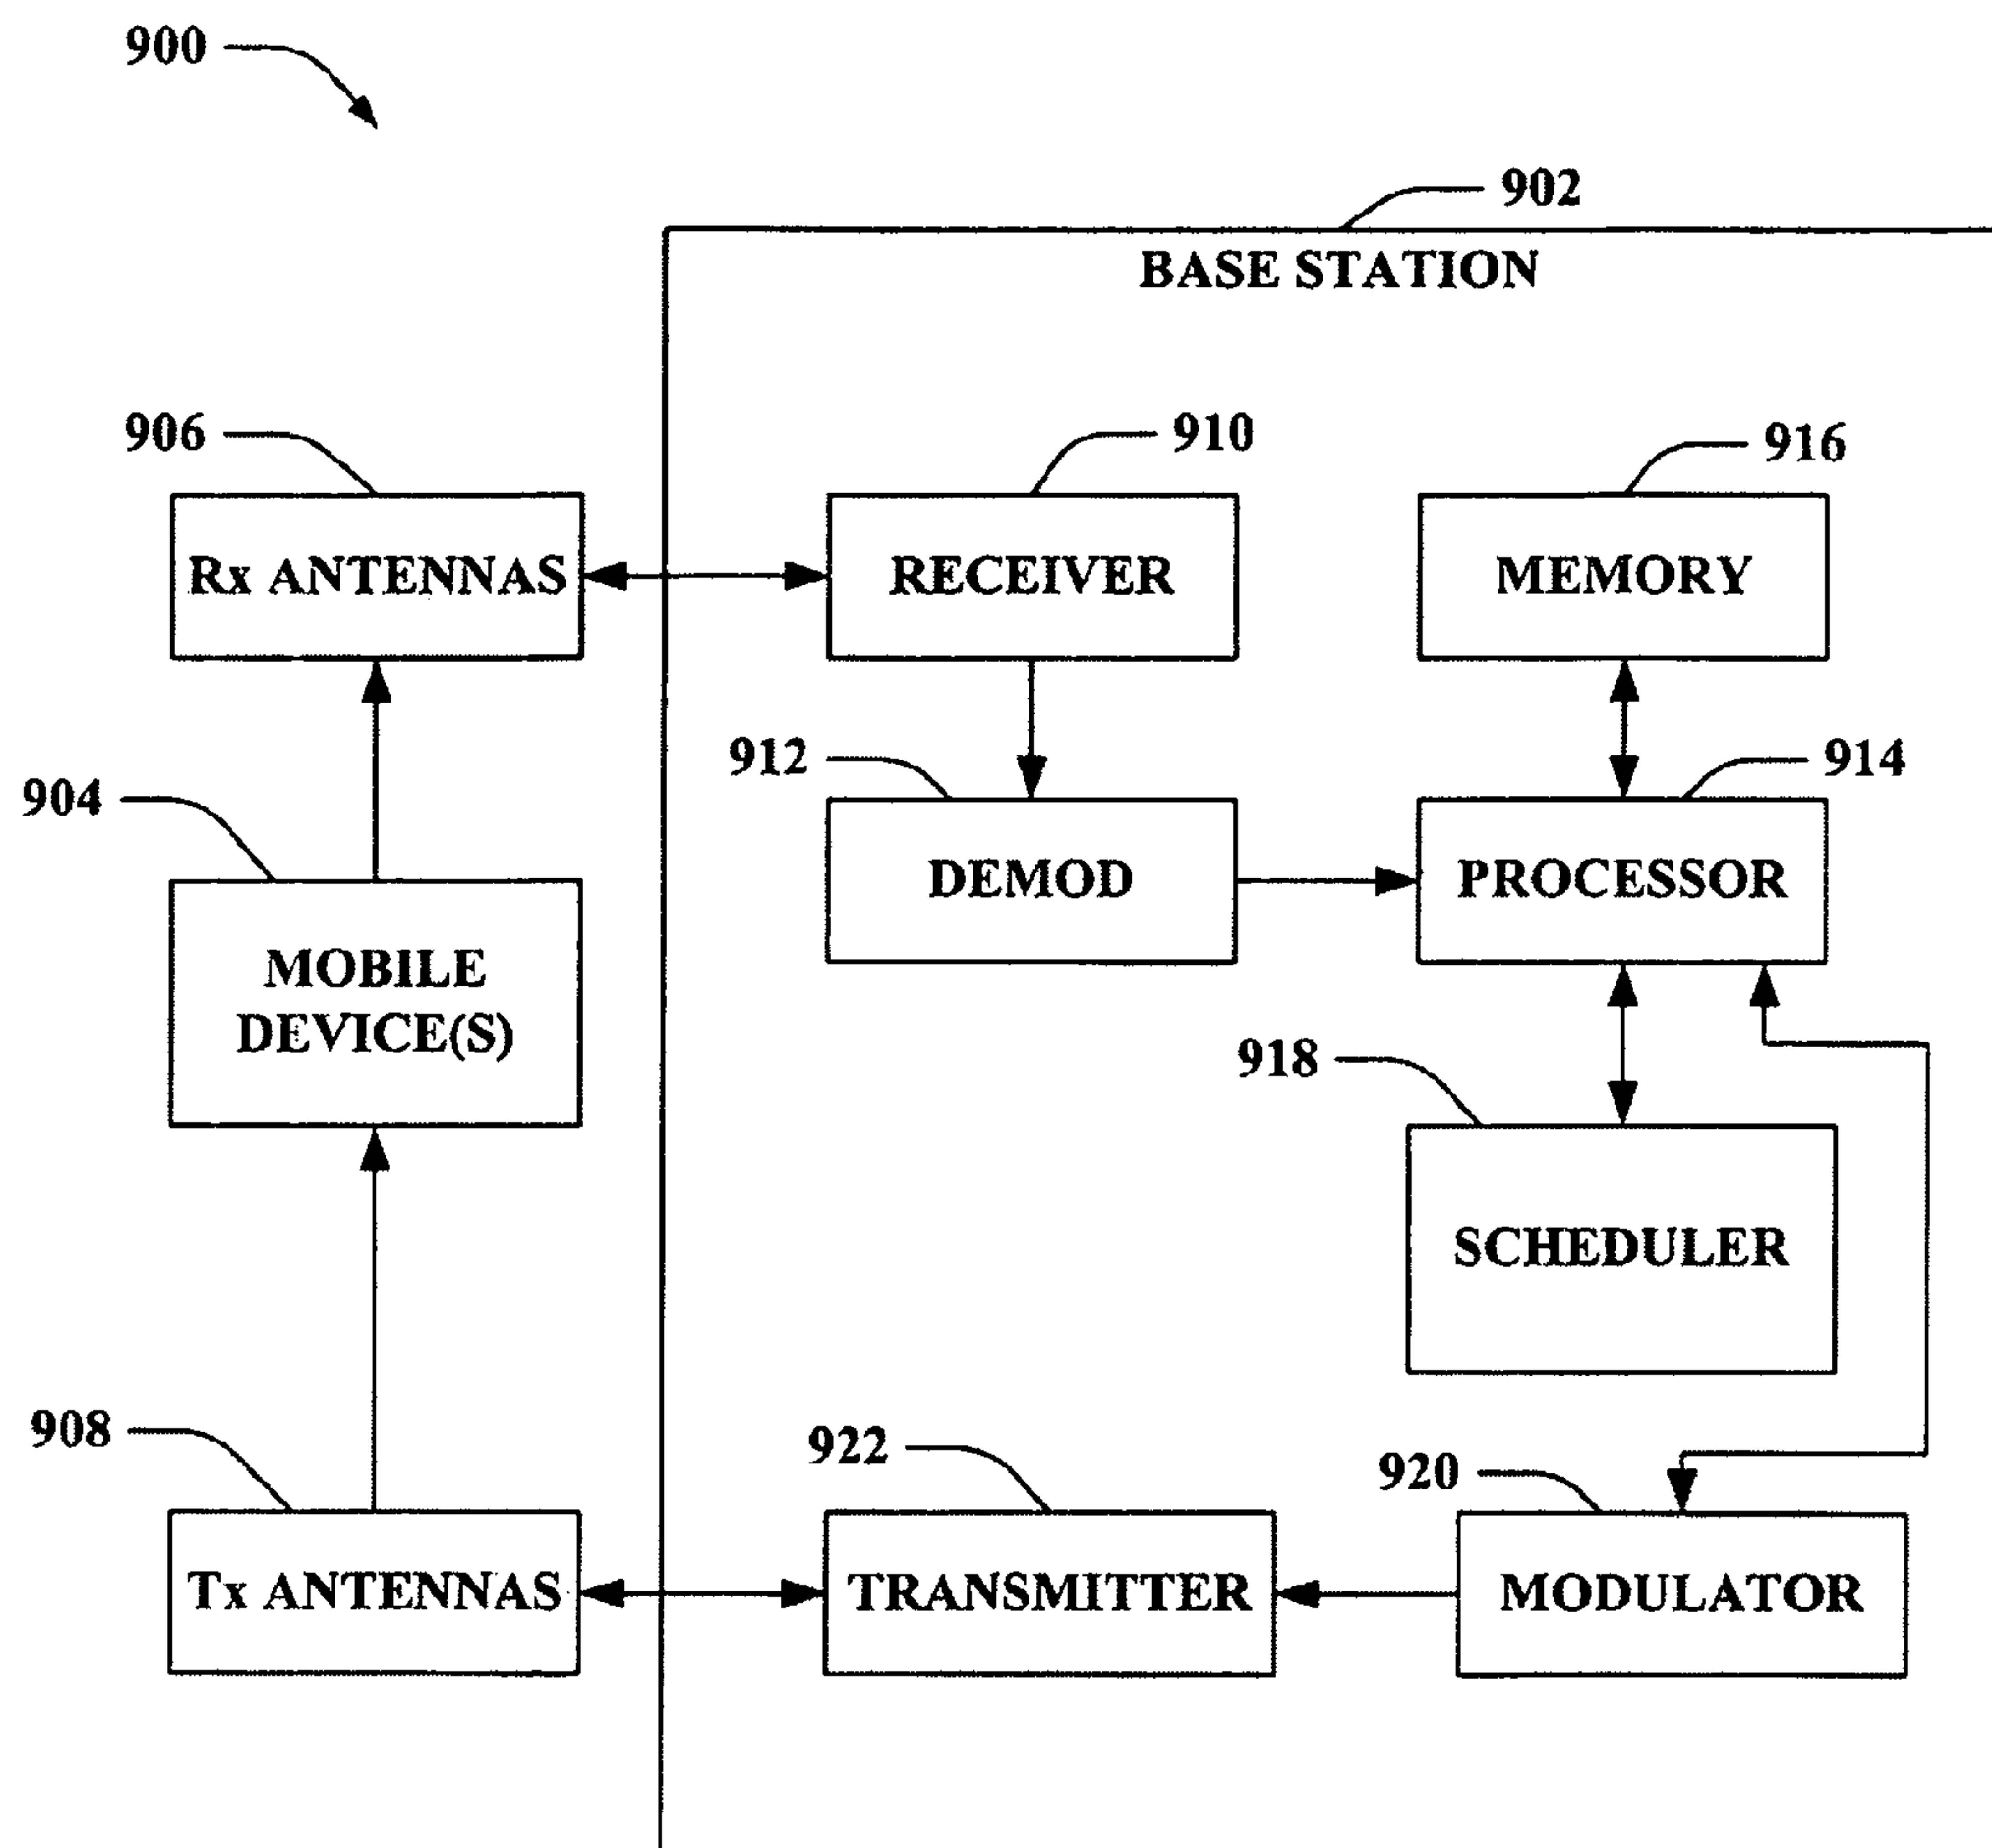 900
902
BASE STATION
906
910
916
Rx ANTENNAS
RECEIVER
MEMORY
912
914
904
DEMOD
PROCESSOR
MOBILE
DEVICE(S)
918
SCHEDULER
908
922
920
Tx ANTENNAS
TRANSMITTER
MODULATOR